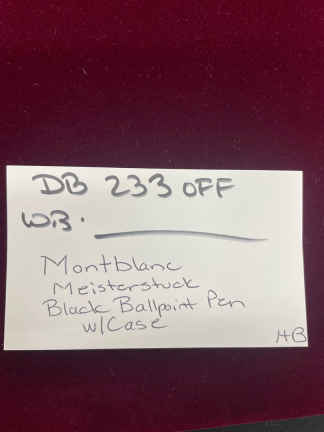 DB 233 OFF
WB.
Montblanc
Meisterstuck
Black Ballpoint Pen
w/Case
HB